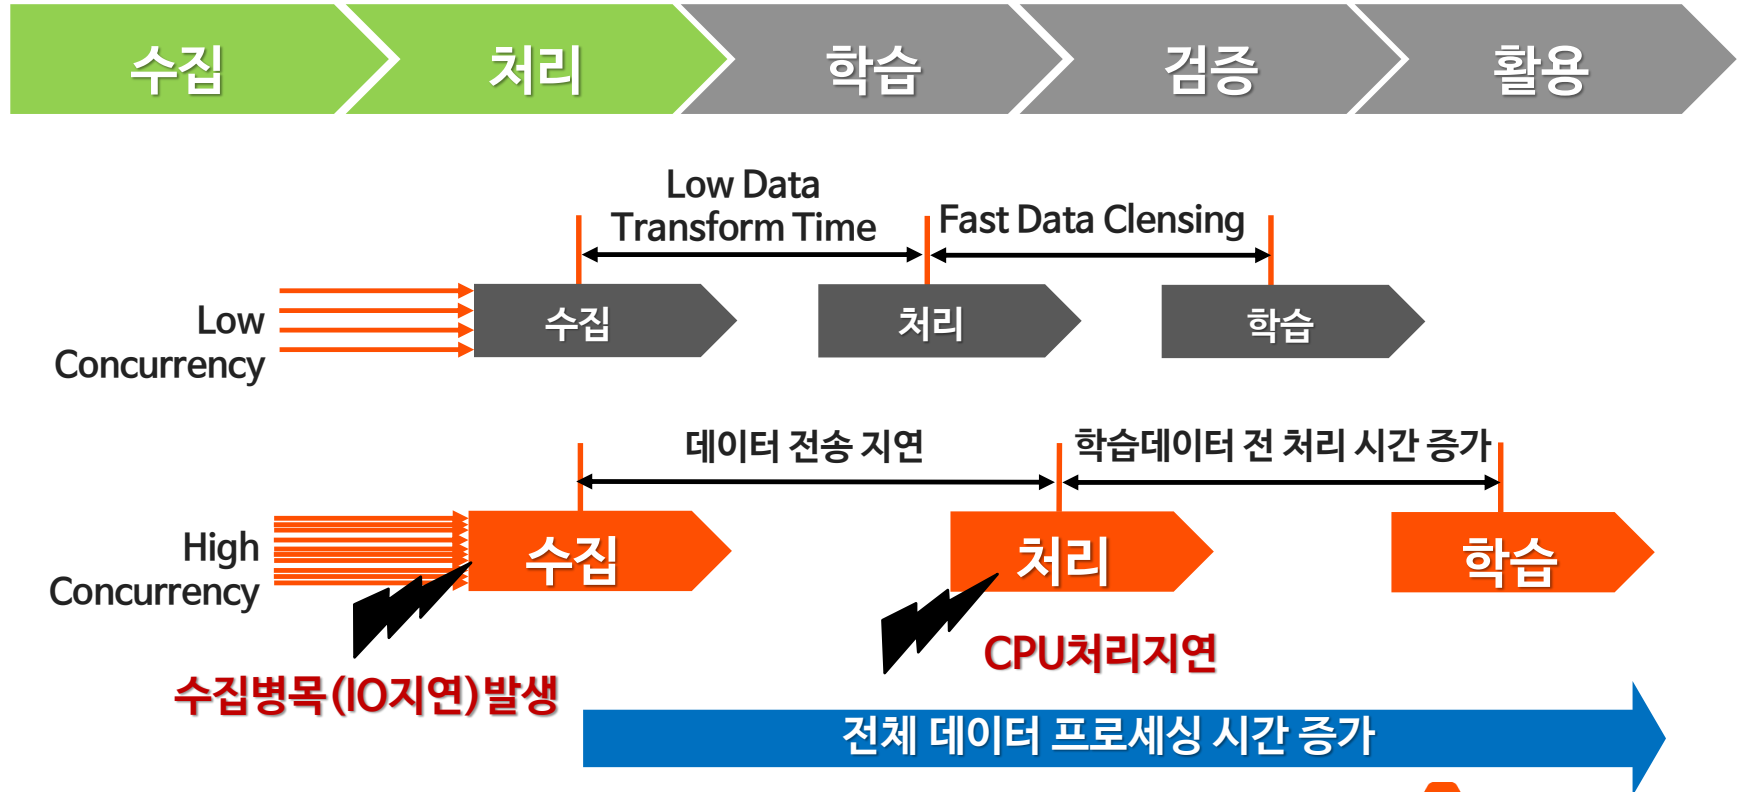 수집
처리
학습
검증
활용
Low Data
Transform Time
Fast Data Clensing
Low
Concurrency
수집
처리
학습
데이터 전송 지연
학습데이터 전 처리 시간 증가
High
Concurrency
수집
처리
학습
CPU처리지연
수집병목(IO지연)발생
전체 데이터 프로세싱 시간 증가